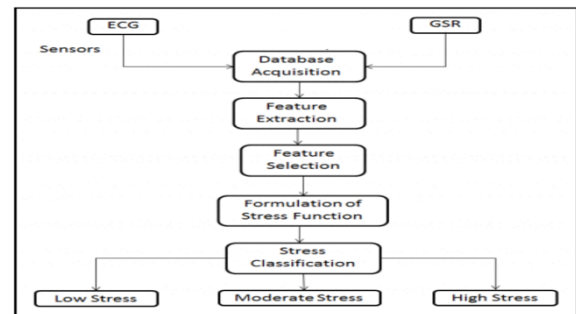 ECG
GSR
Sensors
Database
Acquisition
Feature
Extraction
Feature
Selection
Formulation of
Stress Function
Stress
Classification
Low Stress
Moderate Stress
High Stress